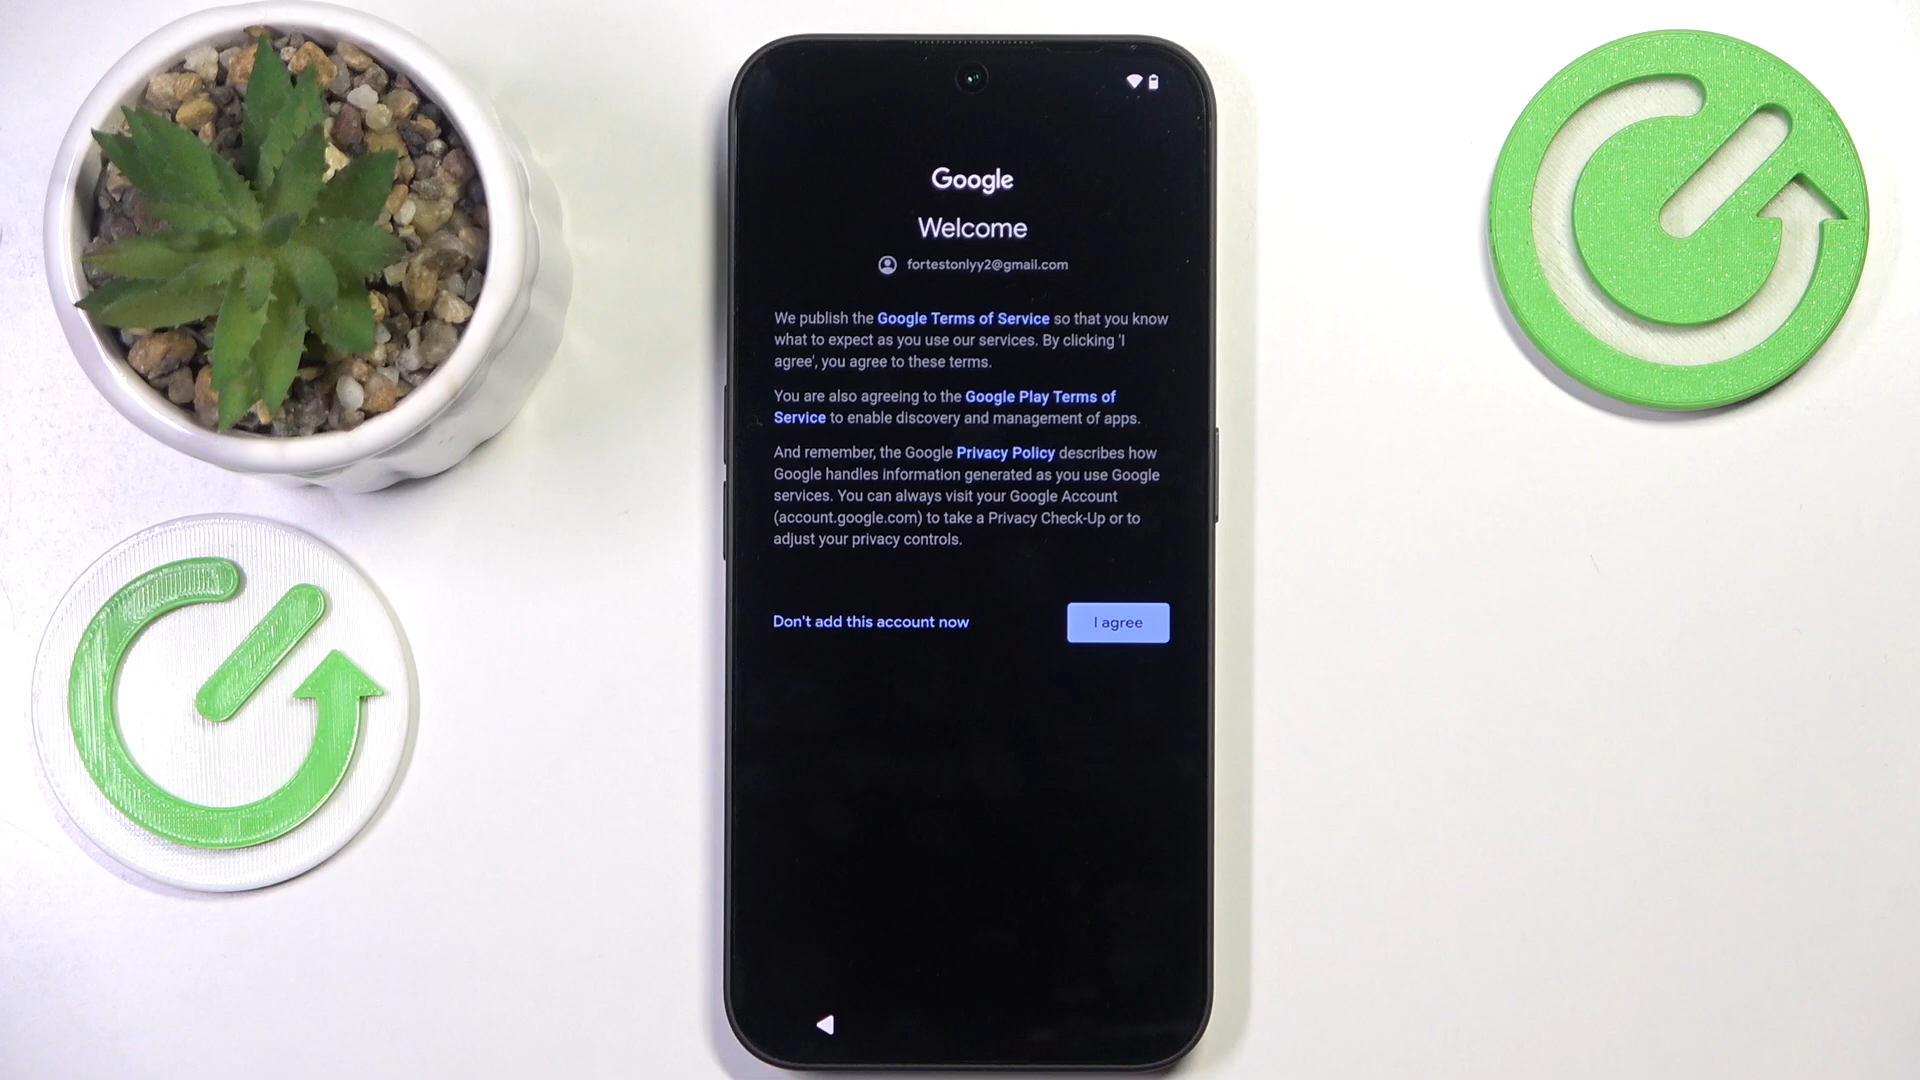 Google
Welcome
fortestonlyy2@gmail.com
We publish the Google Terms of Service so that you know
what to expect as you use our services. By clicking 'I
agree', you agree to these terms.
You are also agreeing to the Google Play Terms of
Service to enable discovery and management of apps.
And remember, the Google Privacy Policy describes how
Google handles information generated as you use Google
services. You can always visit your Google Account
(account.google.com) to take a Privacy Check-Up or to
adjust your privacy controls.
Don't add this account now
I agree